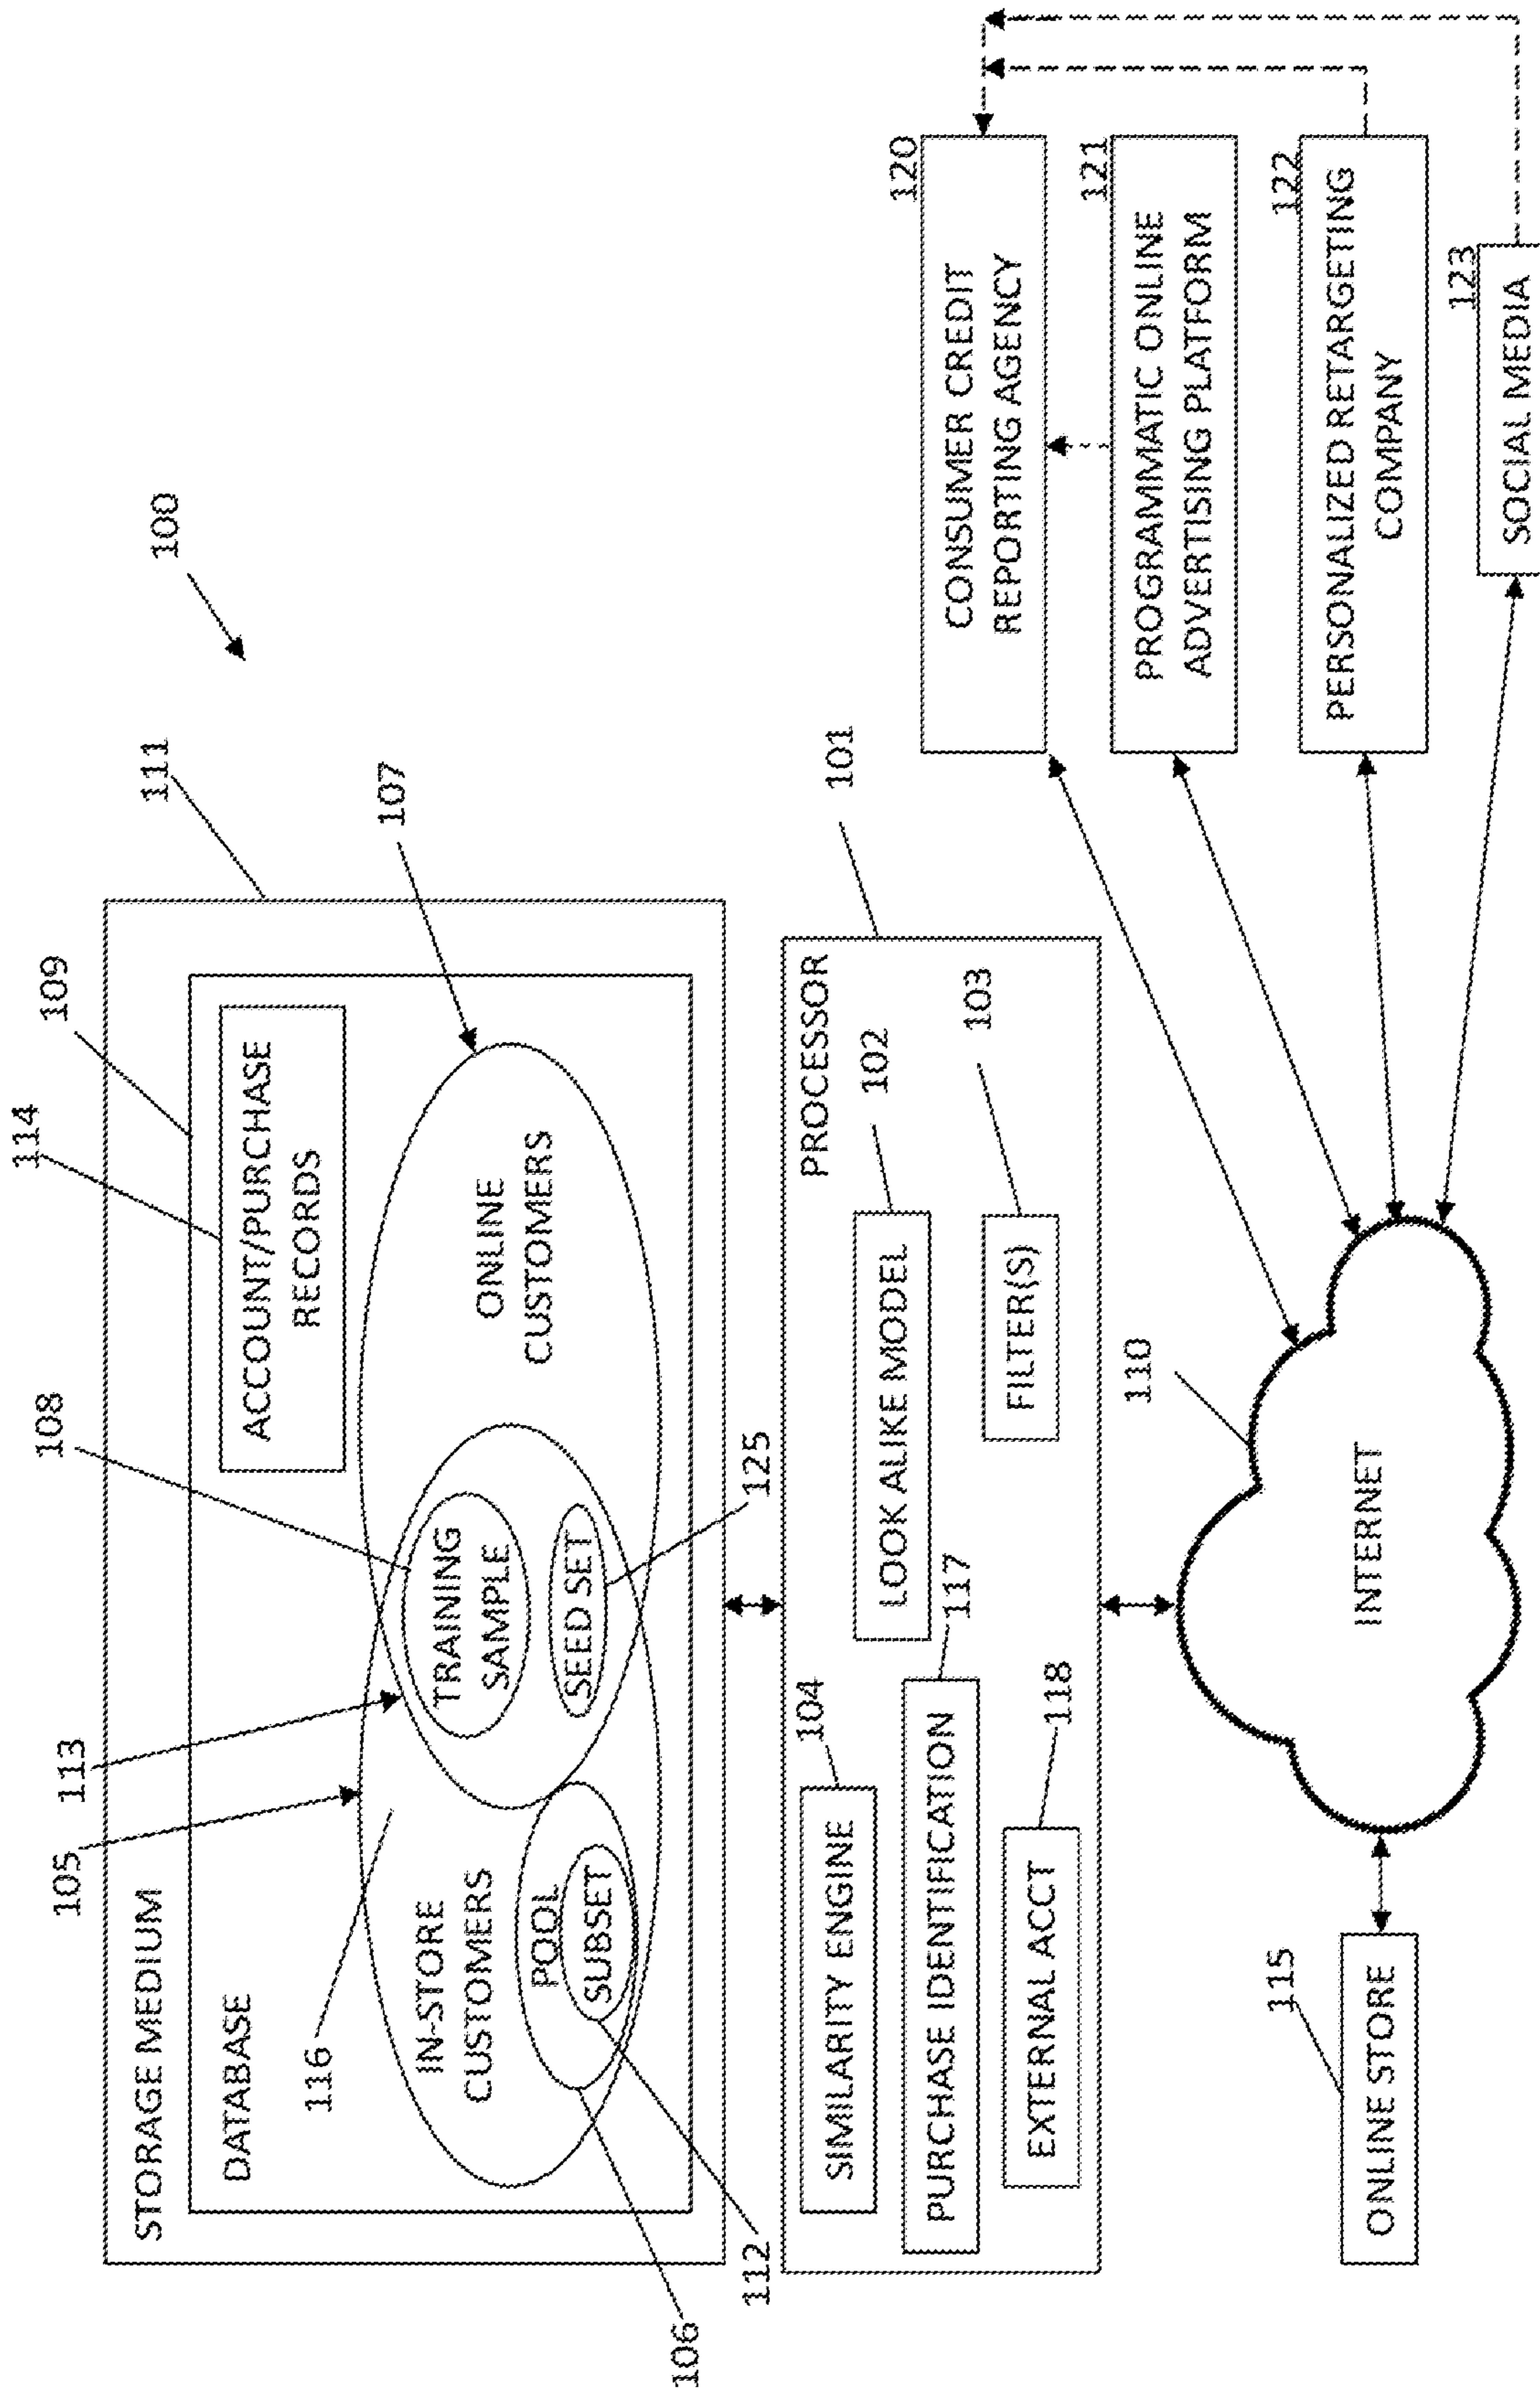 100
111
STORAGE MEDIUM
109
DATABASE
114
ACCOUNT/PURCHASE
RECORDS
107
108
113
105
116
IN-STORE
CUSTOMERS
POOL
SUBSET
TRAINING
SAMPLE
SEED SET
ONLINE
CUSTOMERS
125
112
106
101
PROCESSOR
104
SIMILARITY ENGINE
102
LOOK ALIKE MODEL
117
PURCHASE IDENTIFICATION
103
FILTER(S)
118
EXTERNAL ACCT
110
INTERNET
115
ONLINE STORE
120
CONSUMER CREDIT
REPORTING AGENCY
121
PROGRAMMATIC ONLINE
ADVERTISING PLATFORM
122
PERSONALIZED RETARGETING
COMPANY
123
SOCIAL MEDIA